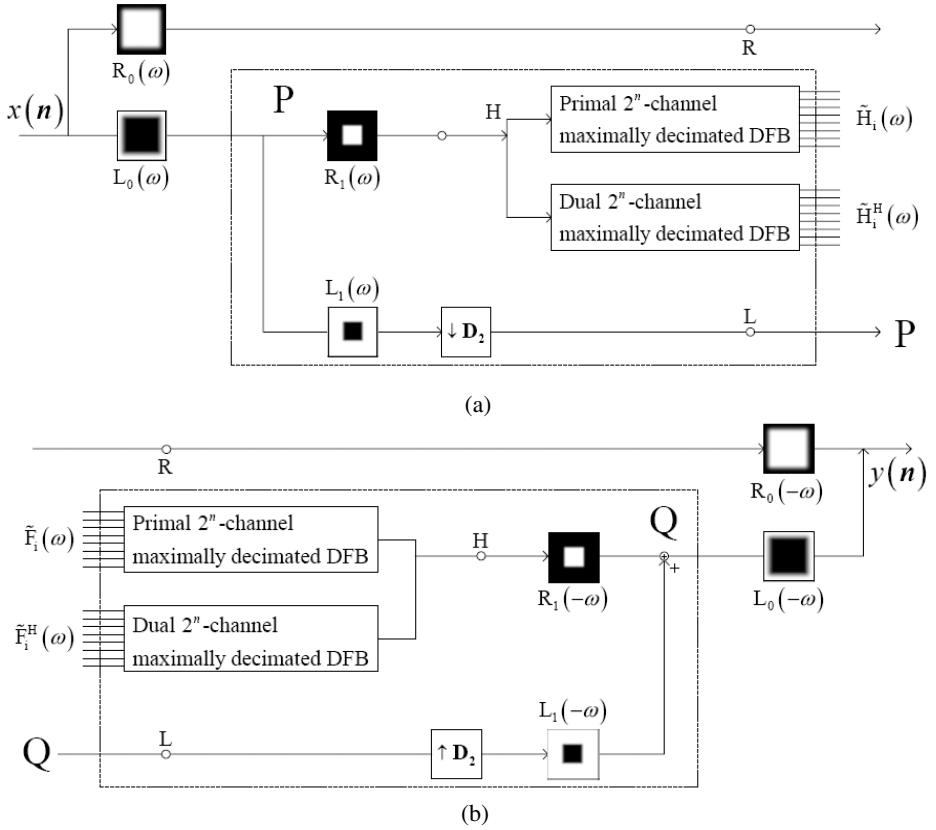 R₀(ω)
R
x(n)
L₀(ω)
P
R₁(ω)
H
Primal 2ⁿ-channel
maximally decimated DFB
H̃ᵢ(ω)
Dual 2ⁿ-channel
maximally decimated DFB
H̃ᵢᴴ(ω)
L₁(ω)
↓ D₂
L
P
(a)
R
R₀(-ω)
y(n)
F̃ᵢ(ω)
Primal 2ⁿ-channel
maximally decimated DFB
H
R₁(-ω)
Q
+
L₀(-ω)
F̃ᵢᴴ(ω)
Dual 2ⁿ-channel
maximally decimated DFB
L₁(-ω)
Q
L
↑ D₂
(b)